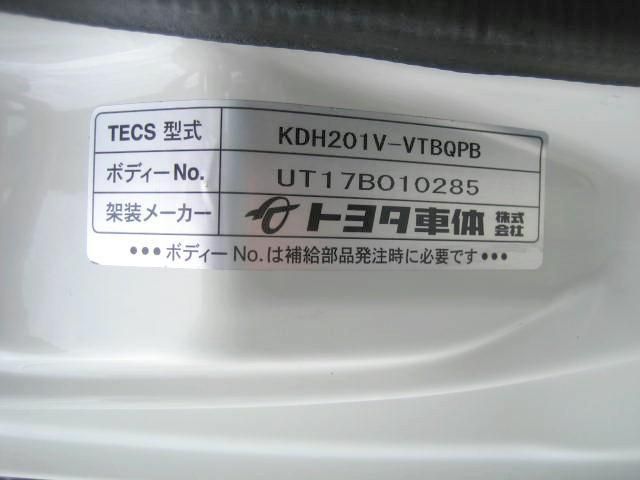 TECS 型式 KDH201V-VTBQPB
ボディーNo. UT17B010285
架装メーカー トヨタ車体 株式会社
•••ボディーNo.は補給部品発注時に必要です•••